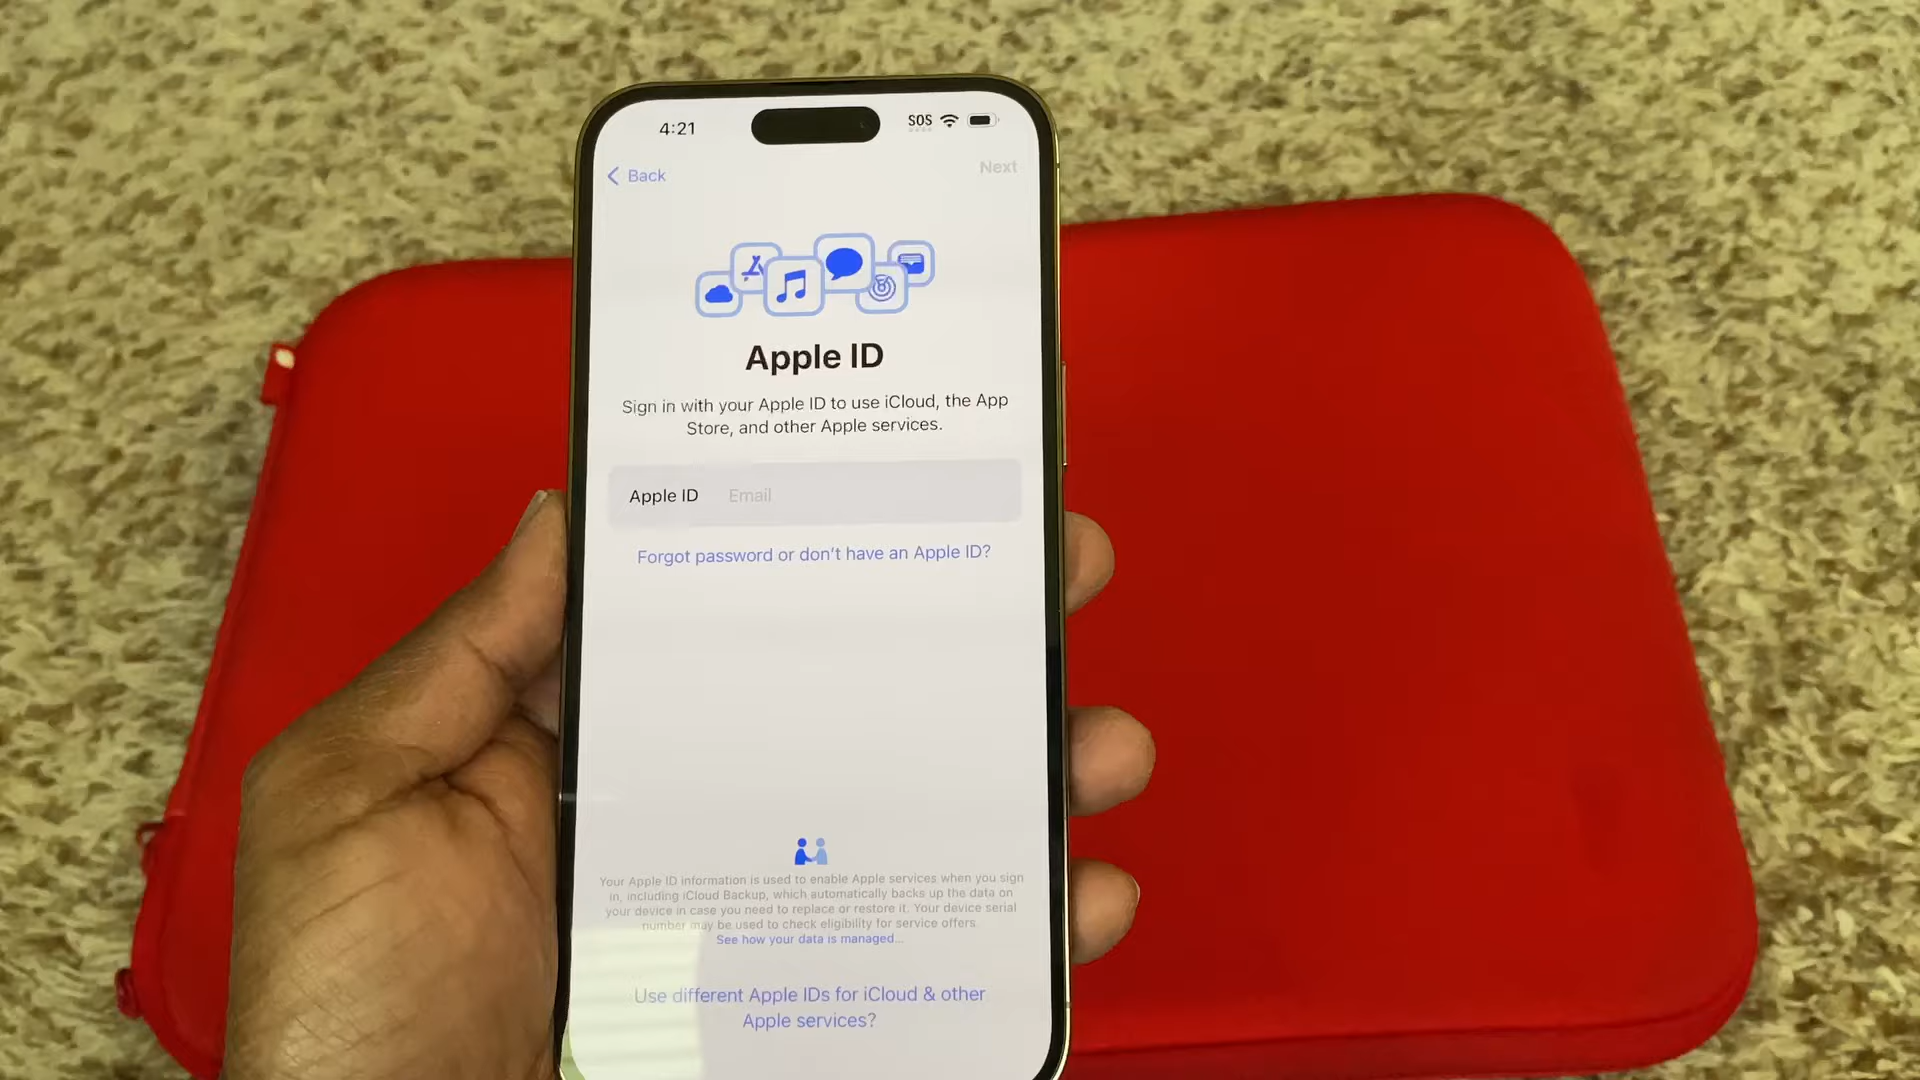 4:21
SOS
Back
Next
Apple ID
Sign in with your Apple ID to use iCloud, the App
Store, and other Apple services.
Apple ID Email
Forgot password or don't have an Apple ID?
Your Apple ID information is used to enable Apple services when you sign
in, including iCloud Backup, which automatically backs up the data on
your device in case you need to replace or restore it. Your device serial
number may be used to check eligibility for service offers.
See how your data is managed...
Use different Apple IDs for iCloud & other
Apple services?